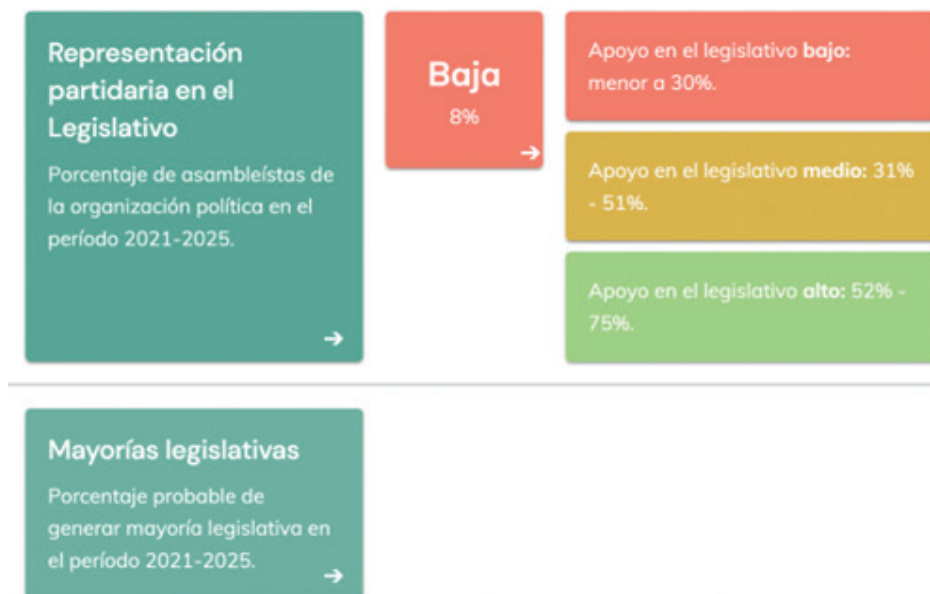 Representación
partidaria en el
Legislativo
Porcentaje de asambleístas de
la organización política en el
período 2021-2025.
→
Baja
8%
→
Apoyo en el legislativo bajo:
menor a 30%.
Apoyo en el legislativo medio: 31%
- 51%.
Apoyo en el legislativo alto: 52% -
75%.
Mayorías legislativas
Porcentaje probable de
generar mayoría legislativa en
el período 2021-2025.
→